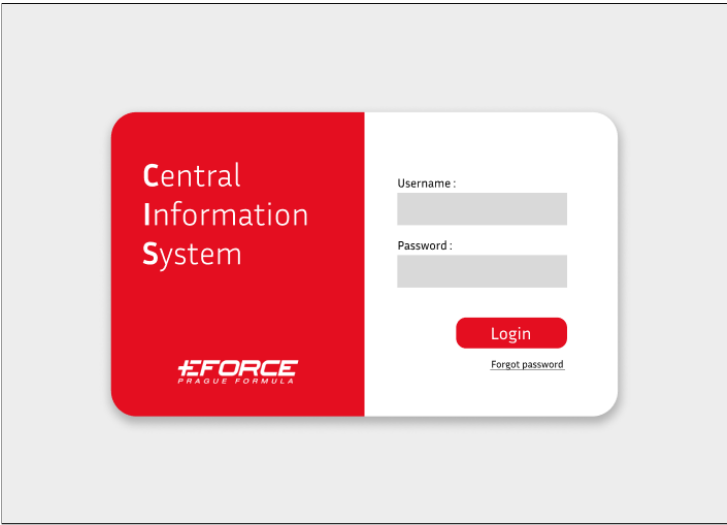 Central
Information
System
EFORCE
PRAGUE FORMULA
Username :
Password :
Login
Forgot password